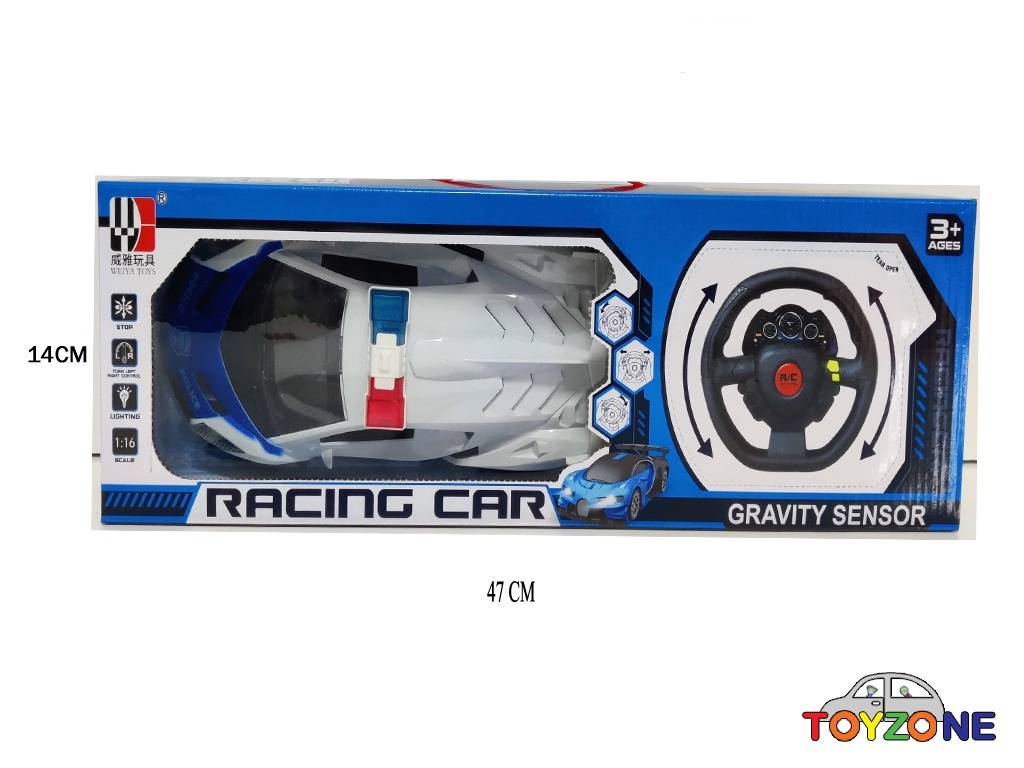 ®
威雅玩具
WEIYA TOYS
STOP
TURN LEFT
RIGHT CONTROL
LIGHTING
1:16
SCALE
3+
AGES
TEAR OPEN
R/C
RACING CAR
GRAVITY SENSOR
14CM
47 CM
TOYZONE